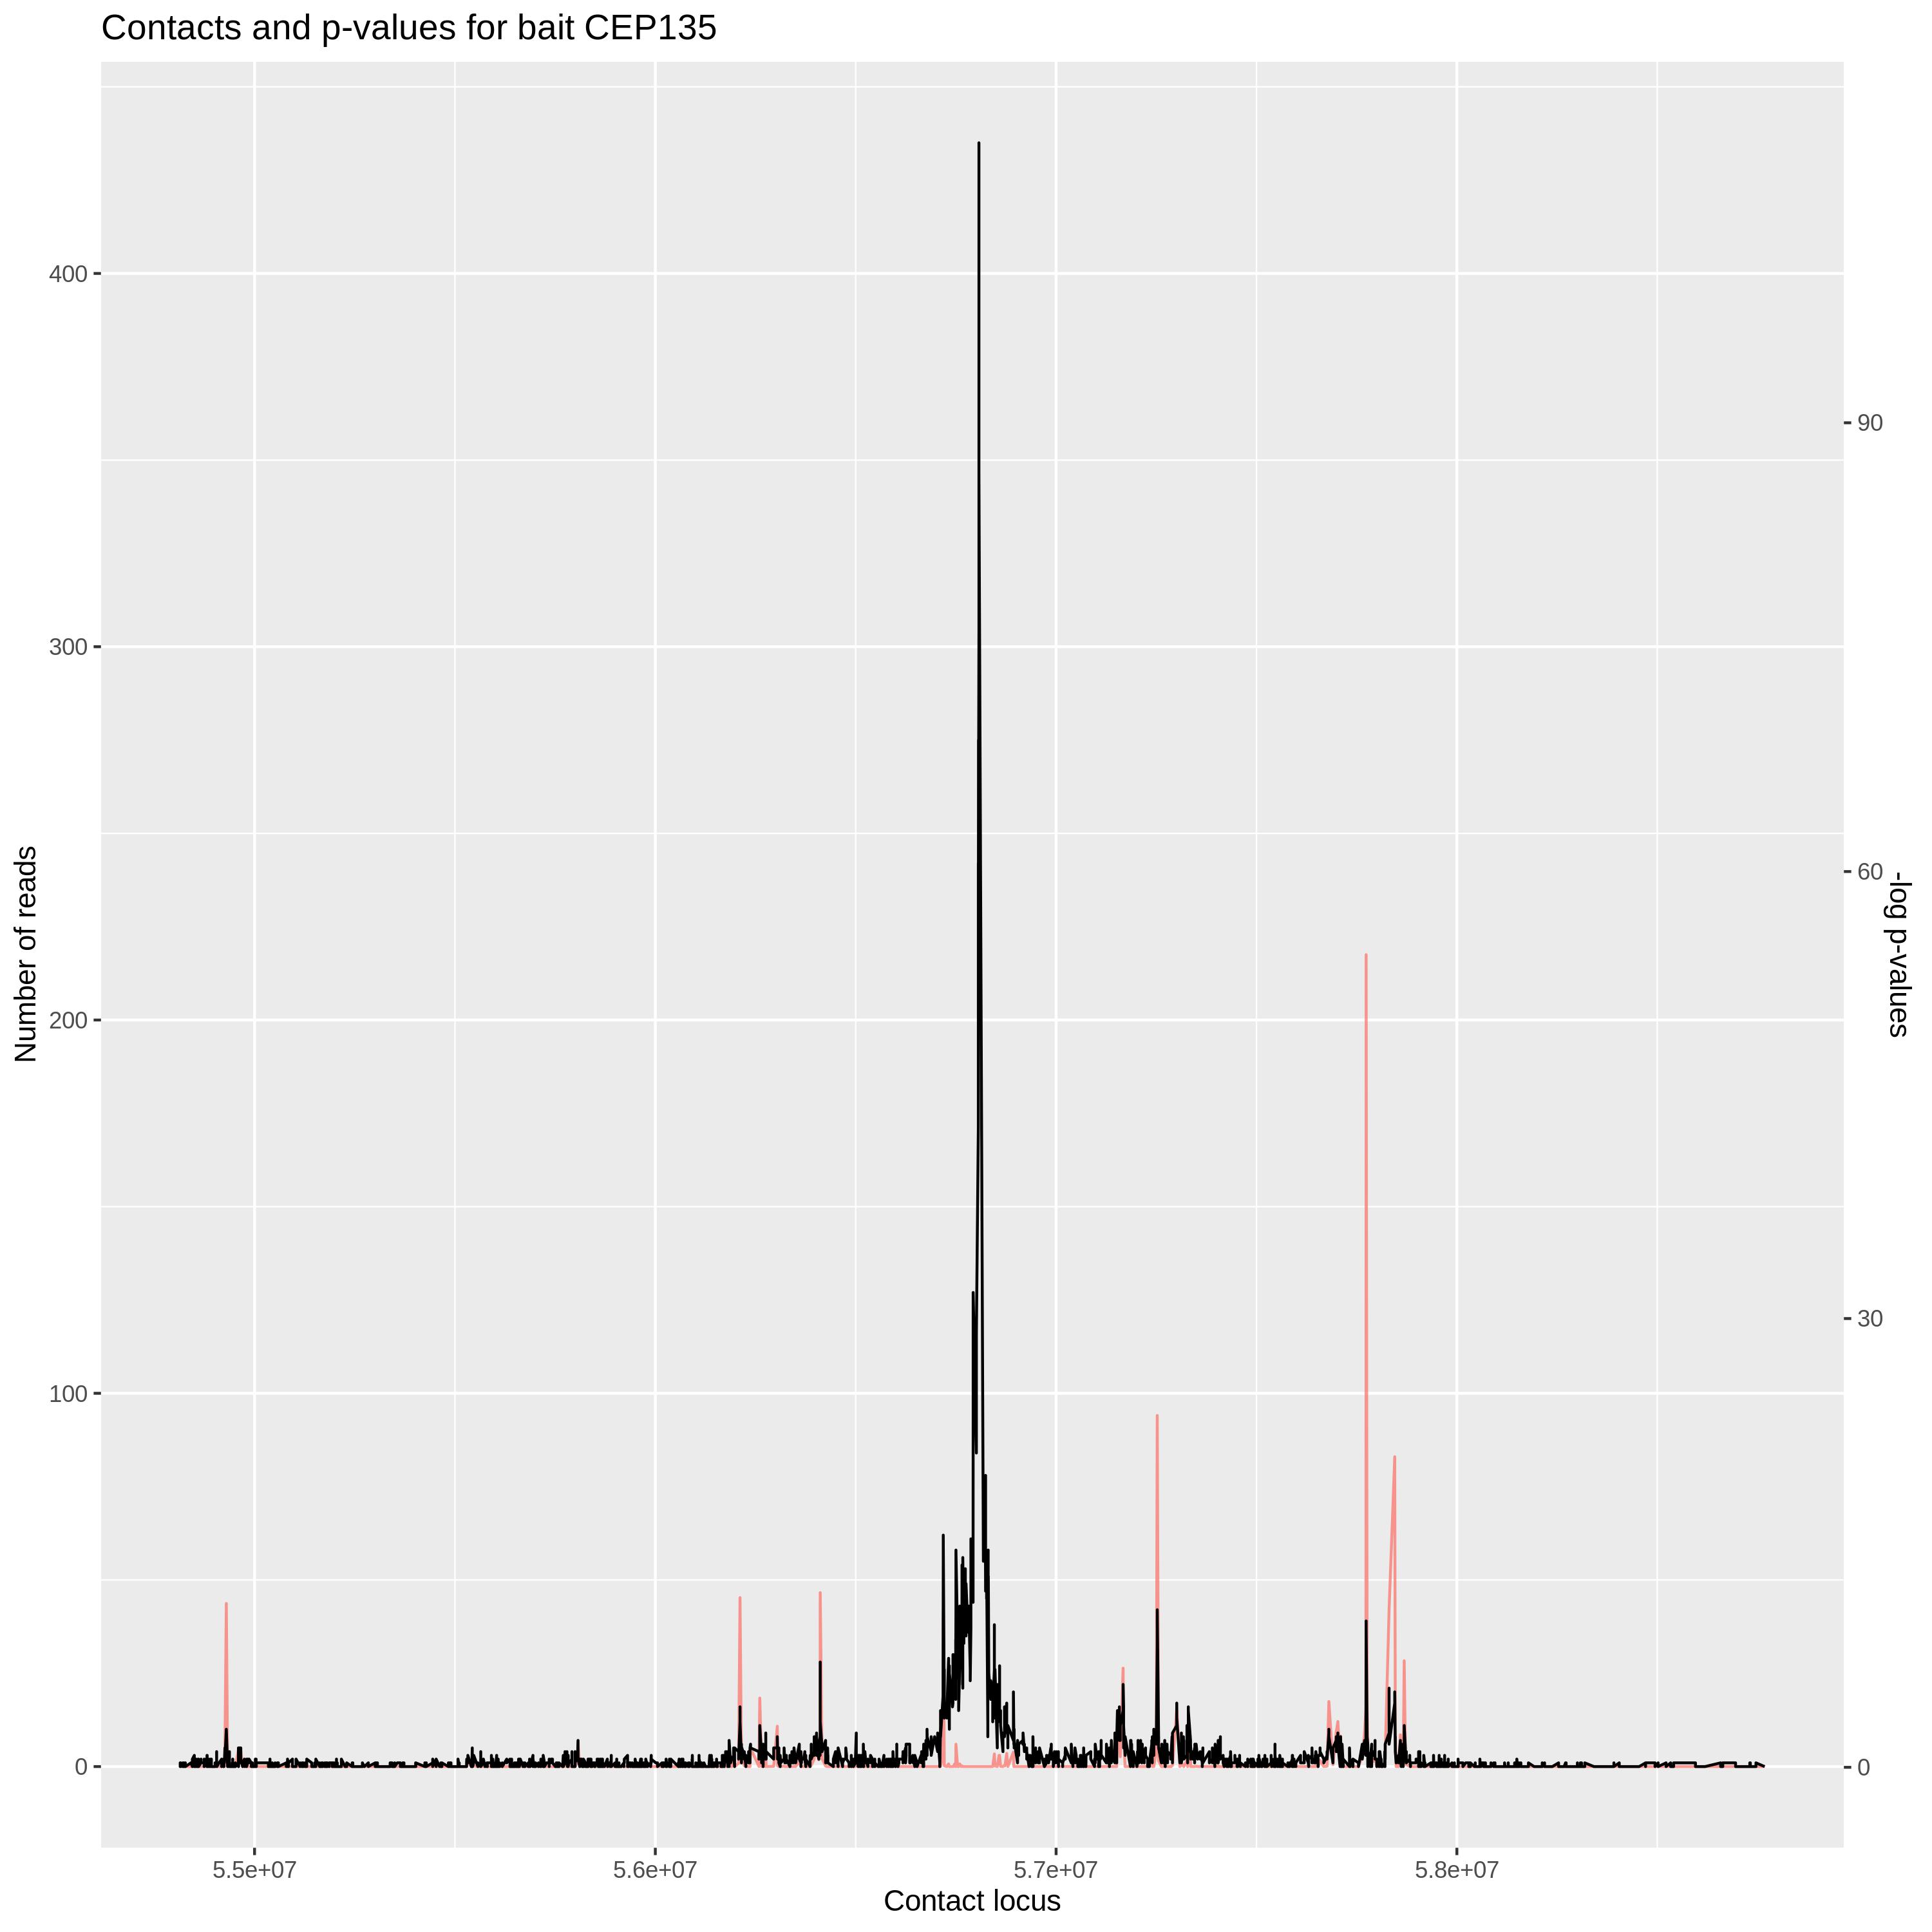 Contacts and p-values for bait CEP135
400
300
200
100
0
Number of reads
90
60
30
0
-log p-values
5.5e+07
5.6e+07
5.7e+07
5.8e+07
Contact locus